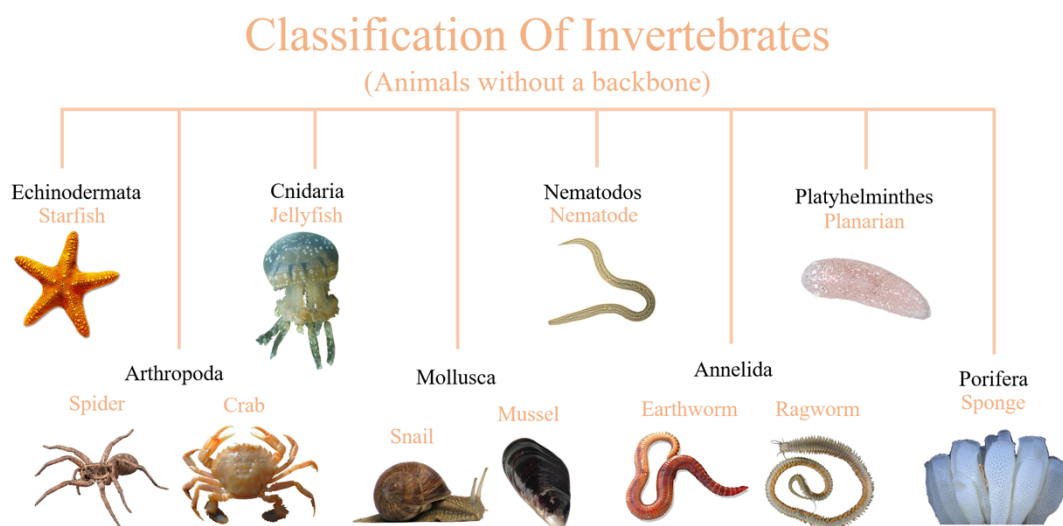 Classification Of Invertebrates
(Animals without a backbone)
Echinodermata
Starfish
Cnidaria
Jellyfish
Nematodos
Nematode
Platyhelminthes
Planarian
Arthropoda
Spider
Crab
Mollusca
Snail
Mussel
Annelida
Earthworm
Ragworm
Porifera
Sponge